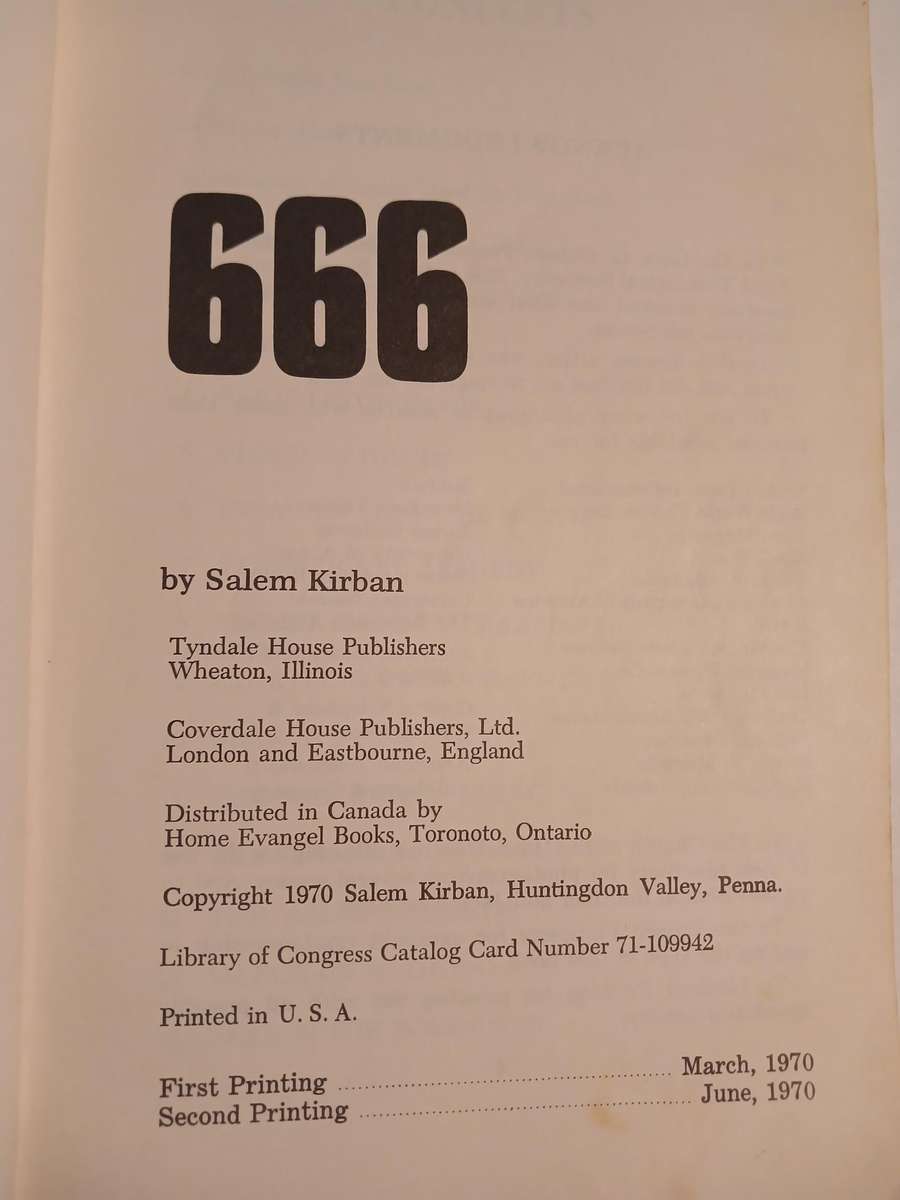 666
by Salem Kirban
Tyndale House Publishers
Wheaton, Illinois
Coverdale House Publishers, Ltd.
London and Eastbourne, England
Distributed in Canada by
Home Evangel Books, Toronoto, Ontario
Copyright 1970 Salem Kirban, Huntingdon Valley, Penna.
Library of Congress Catalog Card Number 71-109942
Printed in U. S. A.
First Printing ........................................................ March, 1970
Second Printing ........................................................ June, 1970